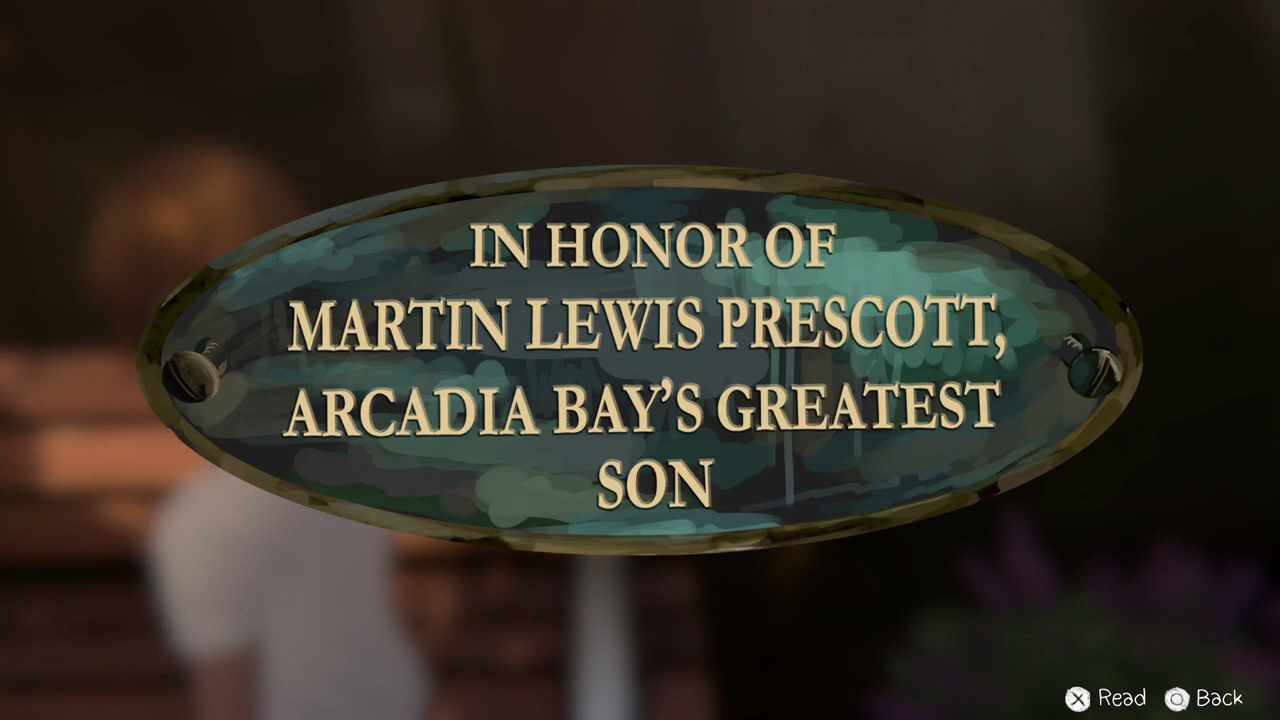 IN HONOR OF
MARTIN LEWIS PRESCOTT,
ARCADIA BAY'S GREATEST
SON
Read Back